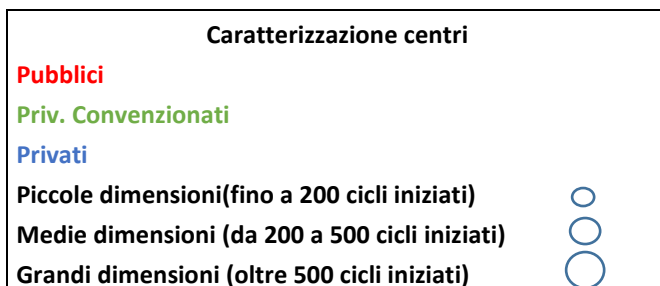 Caratterizzazione centri
Pubblici
Priv. Convenzionati
Privati
Piccole dimensioni(fino a 200 cicli iniziati)
Medie dimensioni (da 200 a 500 cicli iniziati)
Grandi dimensioni (oltre 500 cicli iniziati)